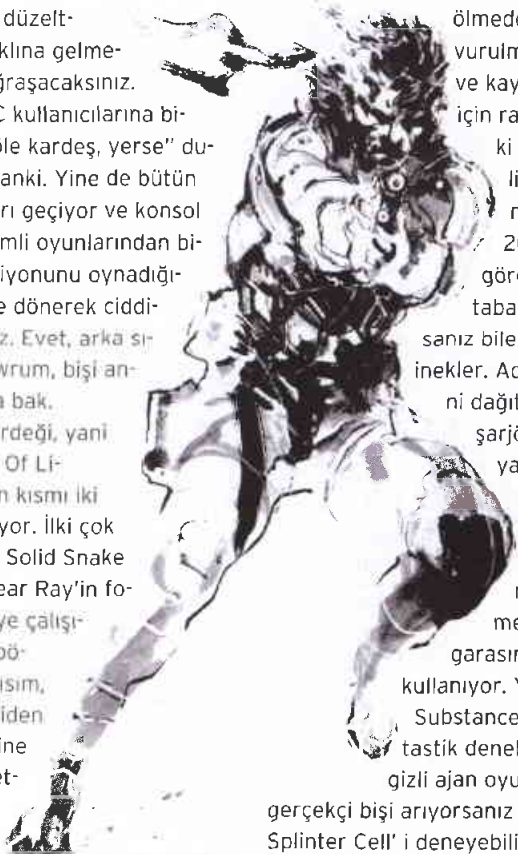 düzelt-
klına gelme-
ğraşacaksınız.
C kullanıcılarına bi-
öle kardeş, yerse" du-
anki. Yine de bütün
rı geçiyor ve konsol
mli oyunlarından bi-
siyonunu oynadığı-
e dönerek ciddi-
z. Evet, arka sı-
vrum, bişi an-
a bak.
rdeği, yani
Of Li-
n kısmı iki
yor. İlki çok
Solid Snake
ear Ray'in fo-
ye çalışı-
bö-
ısım,
iden
ine
et-
ölmede
vurulm
ve kay
için ra
ki
li
20
göre
taba
sanız bile
inekler. Ac
ni dağıt
şarjö
ya
me
garasın
kullanıyor. Y
Substance
tastik denel
gizli ajan oyu
gerçekçi bişi arıyorsanız
Splinter Cell' i deneyebili